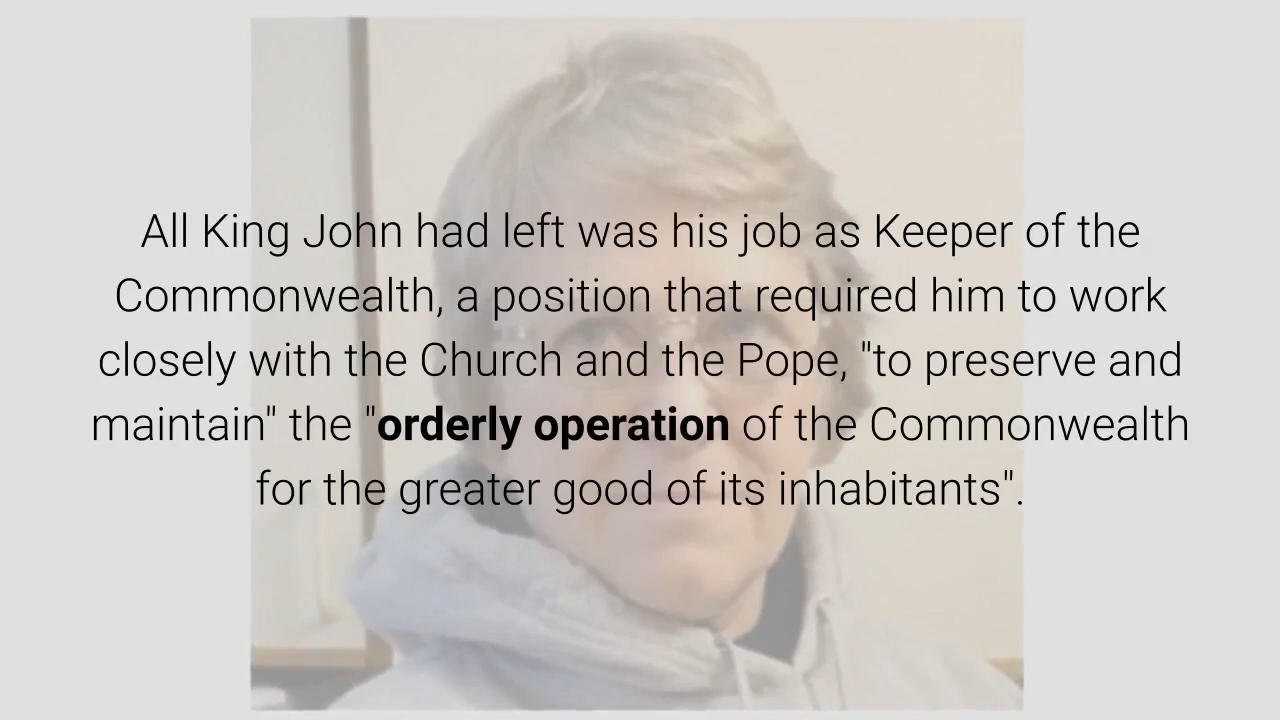 All King John had left was his job as Keeper of the
Commonwealth, a position that required him to work
closely with the Church and the Pope, "to preserve and
maintain" the "orderly operation of the Commonwealth
for the greater good of its inhabitants".